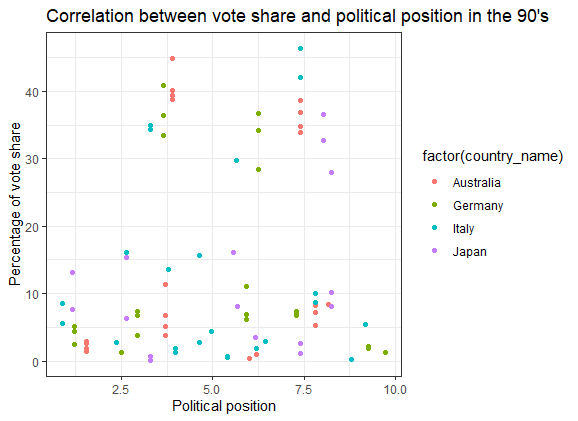 Correlation between vote share and political position in the 90's
Percentage of vote share
40
30
20
10
0
2.5
5.0
7.5
10.0
Political position
factor(country_name)
Australia
Germany
Italy
Japan